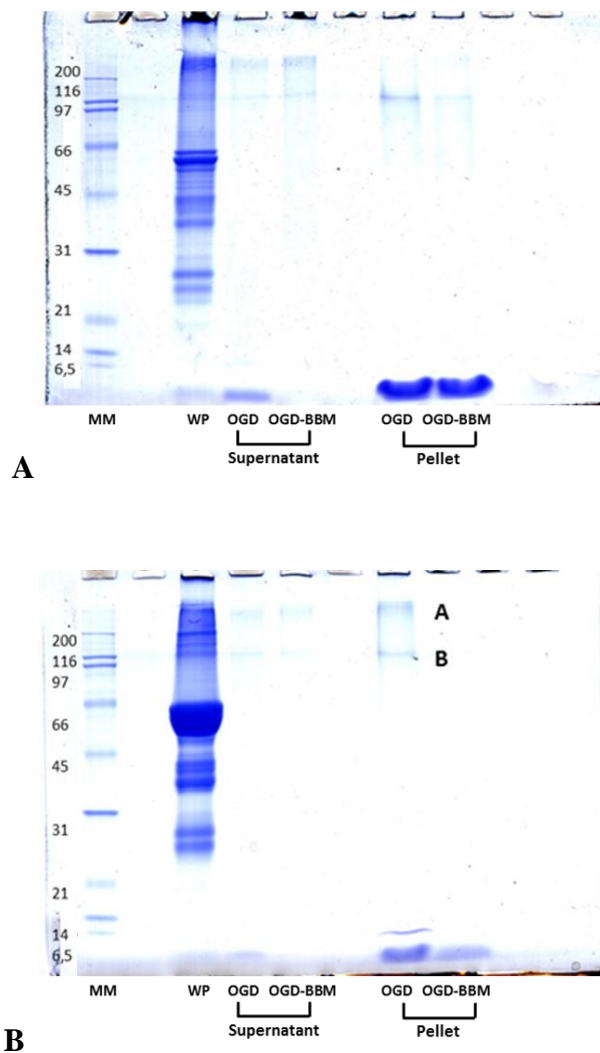 200
116
97
66
45
31
21
14
6,5
MM WP OGD OGD-BBM OGD OGD-BBM
Supernatant Pellet
A
A
B
200
116
97
66
45
31
21
14
6,5
MM WP OGD OGD-BBM OGD OGD-BBM
Supernatant Pellet
B